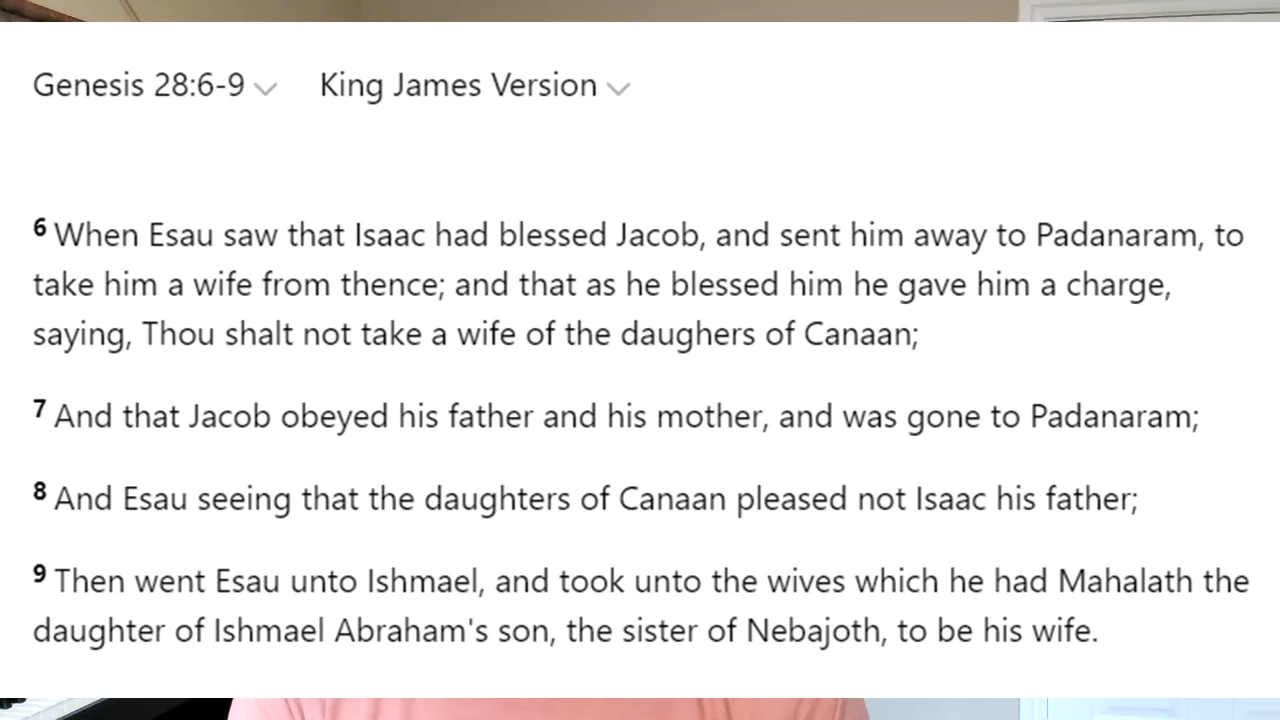 Genesis 28:6-9 King James Version
6 When Esau saw that Isaac had blessed Jacob, and sent him away to Padanaram, to
take him a wife from thence; and that as he blessed him he gave him a charge,
saying, Thou shalt not take a wife of the daughers of Canaan;
7 And that Jacob obeyed his father and his mother, and was gone to Padanaram;
8 And Esau seeing that the daughters of Canaan pleased not Isaac his father;
9 Then went Esau unto Ishmael, and took unto the wives which he had Mahalath the
daughter of Ishmael Abraham's son, the sister of Nebajoth, to be his wife.